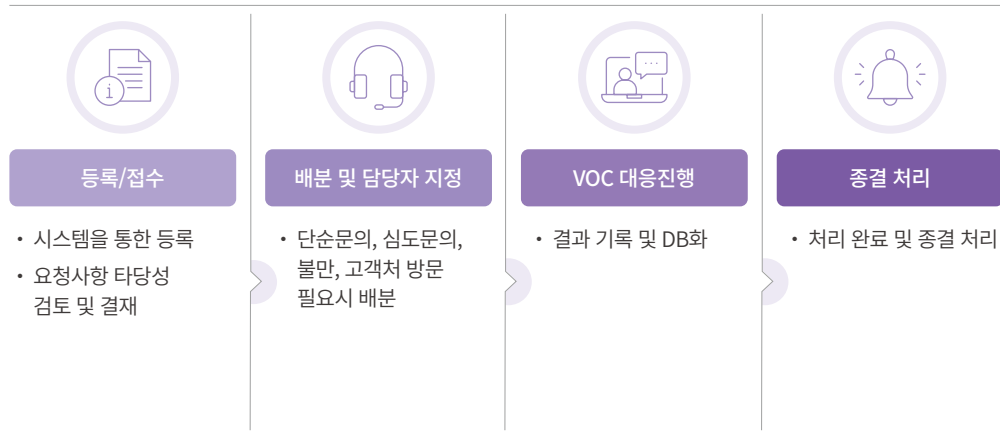 등록/접수
• 시스템을 통한 등록
• 요청사항 타당성
검토 및 결재
배분 및 담당자 지정
• 단순문의, 심도문의,
불만, 고객처 방문
필요시 배분
VOC 대응진행
• 결과 기록 및 DB화
종결 처리
• 처리 완료 및 종결 처리